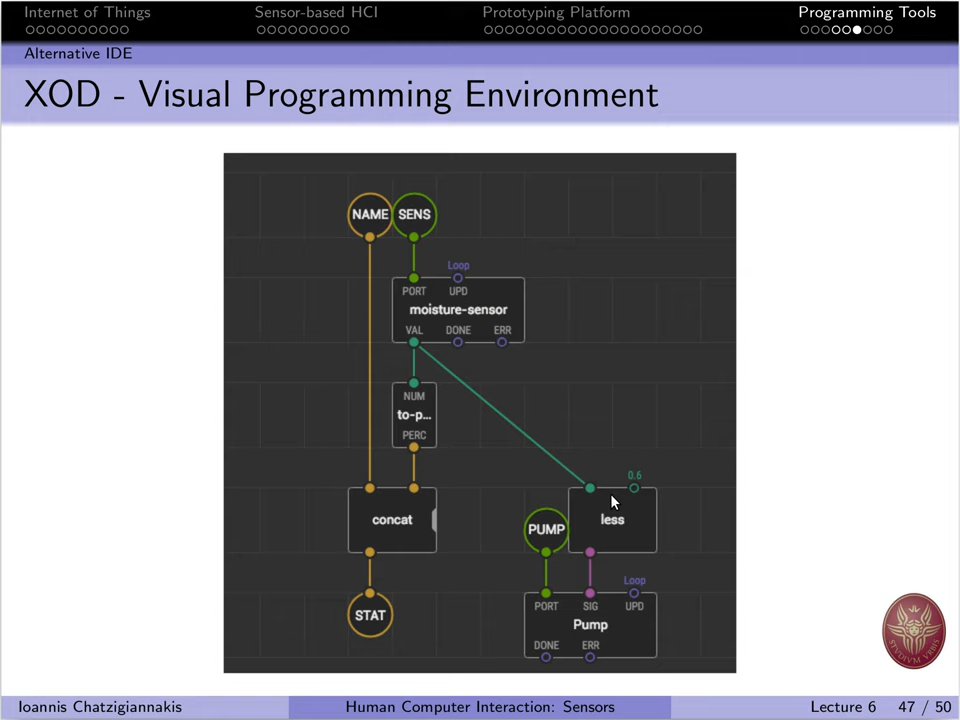 Internet of Things Sensor-based HCI Prototyping Platform Programming Tools
Alternative IDE
XOD - Visual Programming Environment
NAME SENS
Loop
PORT UPD
moisture-sensor
VAL DONE ERR
NUM
to-p...
PERC
0.6
concat
less
PUMP
Loop
PORT SIG UPD
STAT
Pump
DONE ERR
STVDIVM VRBIS
Ioannis Chatzigiannakis Human Computer Interaction: Sensors Lecture 6 47 / 50